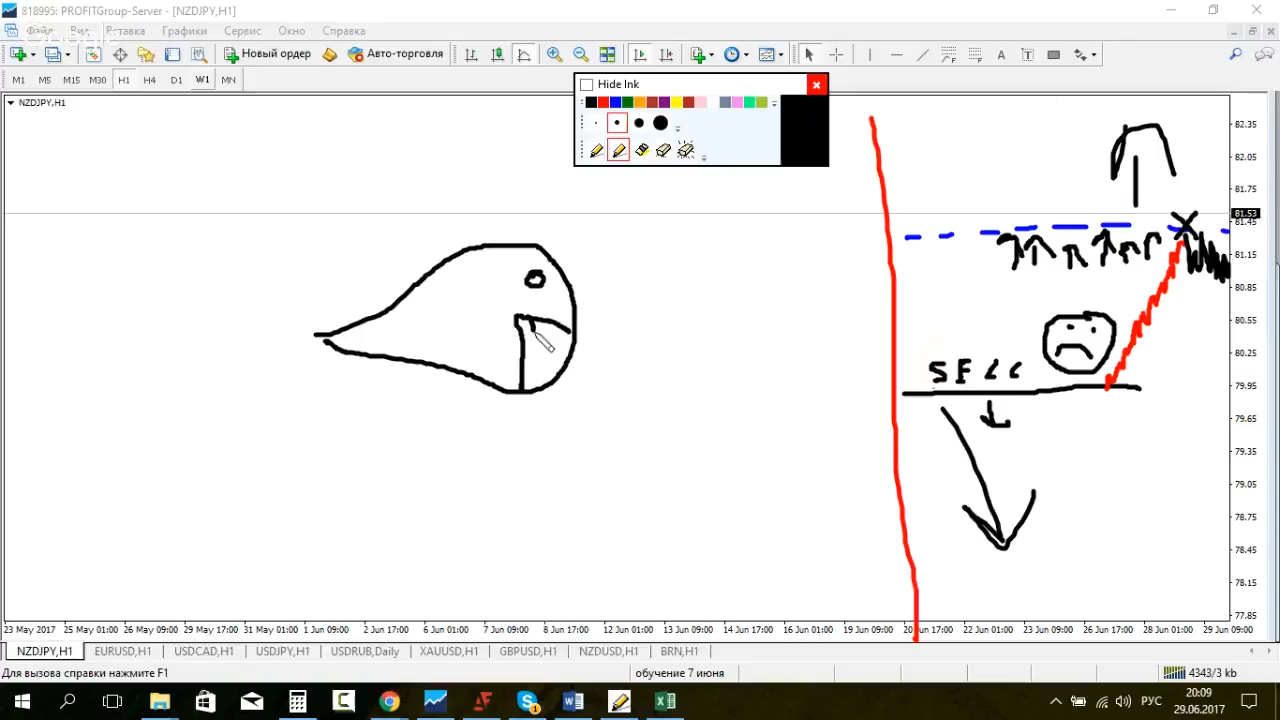 818995: PROFITGroup-Server - [NZDJPY,H1]
Файл Вид Вставка Графики Сервис Окно Справка
Новый ордер Авто-торговля
M1 M5 M15 M30 H1 H4 D1 W1 MN
Hide Ink
NZDJPY,H1
82.35
82.05
81.75
81.53
81.45
81.15
80.85
80.55
80.25
79.95
79.65
79.35
79.05
78.75
78.45
78.15
77.85
SELL
23 May 2017 25 May 01:00 26 May 09:00 29 May 17:00 31 May 01:00 1 Jun 09:00 2 Jun 17:00 6 Jun 01:00 7 Jun 09:00 8 Jun 17:00 12 Jun 01:00 13 Jun 09:00 14 Jun 17:00 16 Jun 01:00 19 Jun 09:00 20 Jun 17:00 22 Jun 01:00 23 Jun 09:00 26 Jun 17:00 28 Jun 01:00 29 Jun 09:00
NZDJPY,H1 EURUSD,H1 USDCAD,H1 USDJPY,H1 USDRUB,Daily XAUUSD,H1 GBPUSD,H1 NZDUSD,H1 BRN,H1
Для вызова справки нажмите F1 обучение 7 июня 4343/3 kb
РУС
20:09
29.06.2017